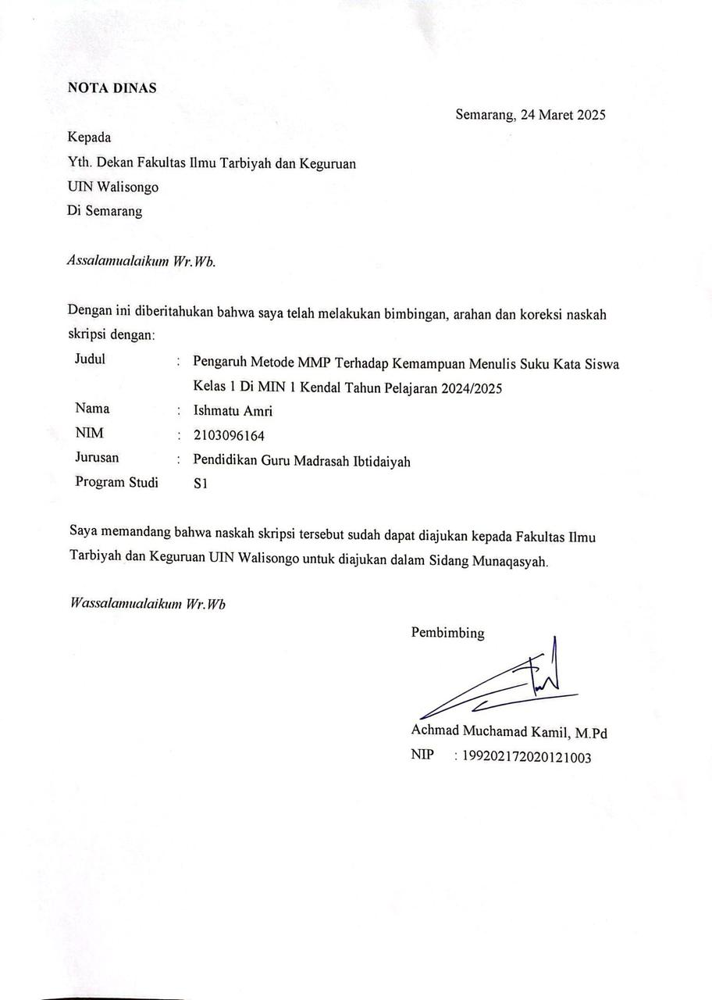 NOTA DINAS
Semarang, 24 Maret 2025
Kepada
Yth. Dekan Fakultas Ilmu Tarbiyah dan Keguruan
UIN Walisongo
Di Semarang
Assalamualaikum Wr.Wb.
Dengan ini diberitahukan bahwa saya telah melakukan bimbingan, arahan dan koreksi naskah
skripsi dengan:
Judul : Pengaruh Metode MMP Terhadap Kemampuan Menulis Suku Kata Siswa
Kelas 1 Di MIN 1 Kendal Tahun Pelajaran 2024/2025
Nama : Ishmatu Amri
NIM : 2103096164
Jurusan : Pendidikan Guru Madrasah Ibtidaiyah
Program Studi S1
Saya memandang bahwa naskah skripsi tersebut sudah dapat diajukan kepada Fakultas Ilmu
Tarbiyah dan Keguruan UIN Walisongo untuk diajukan dalam Sidang Munaqasyah.
Wassalamualaikum Wr.Wb
Pembimbing
Achmad Muchamad Kamil, M.Pd
NIP : 199202172020121003